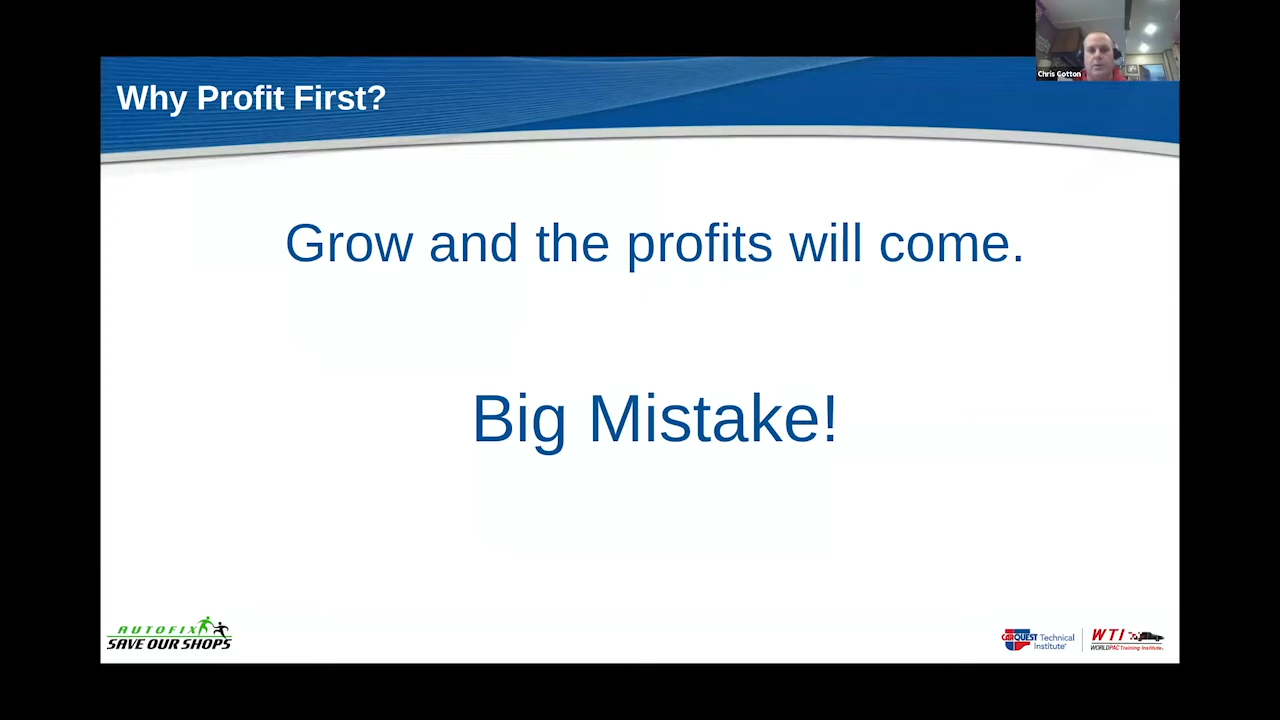 Chris Cotton
Why Profit First?
Grow and the profits will come.
Big Mistake!
AUTOFIX
SAVE OUR SHOPS
CARQUEST Technical
Institute
WTI
WORLDPAC Training Institute